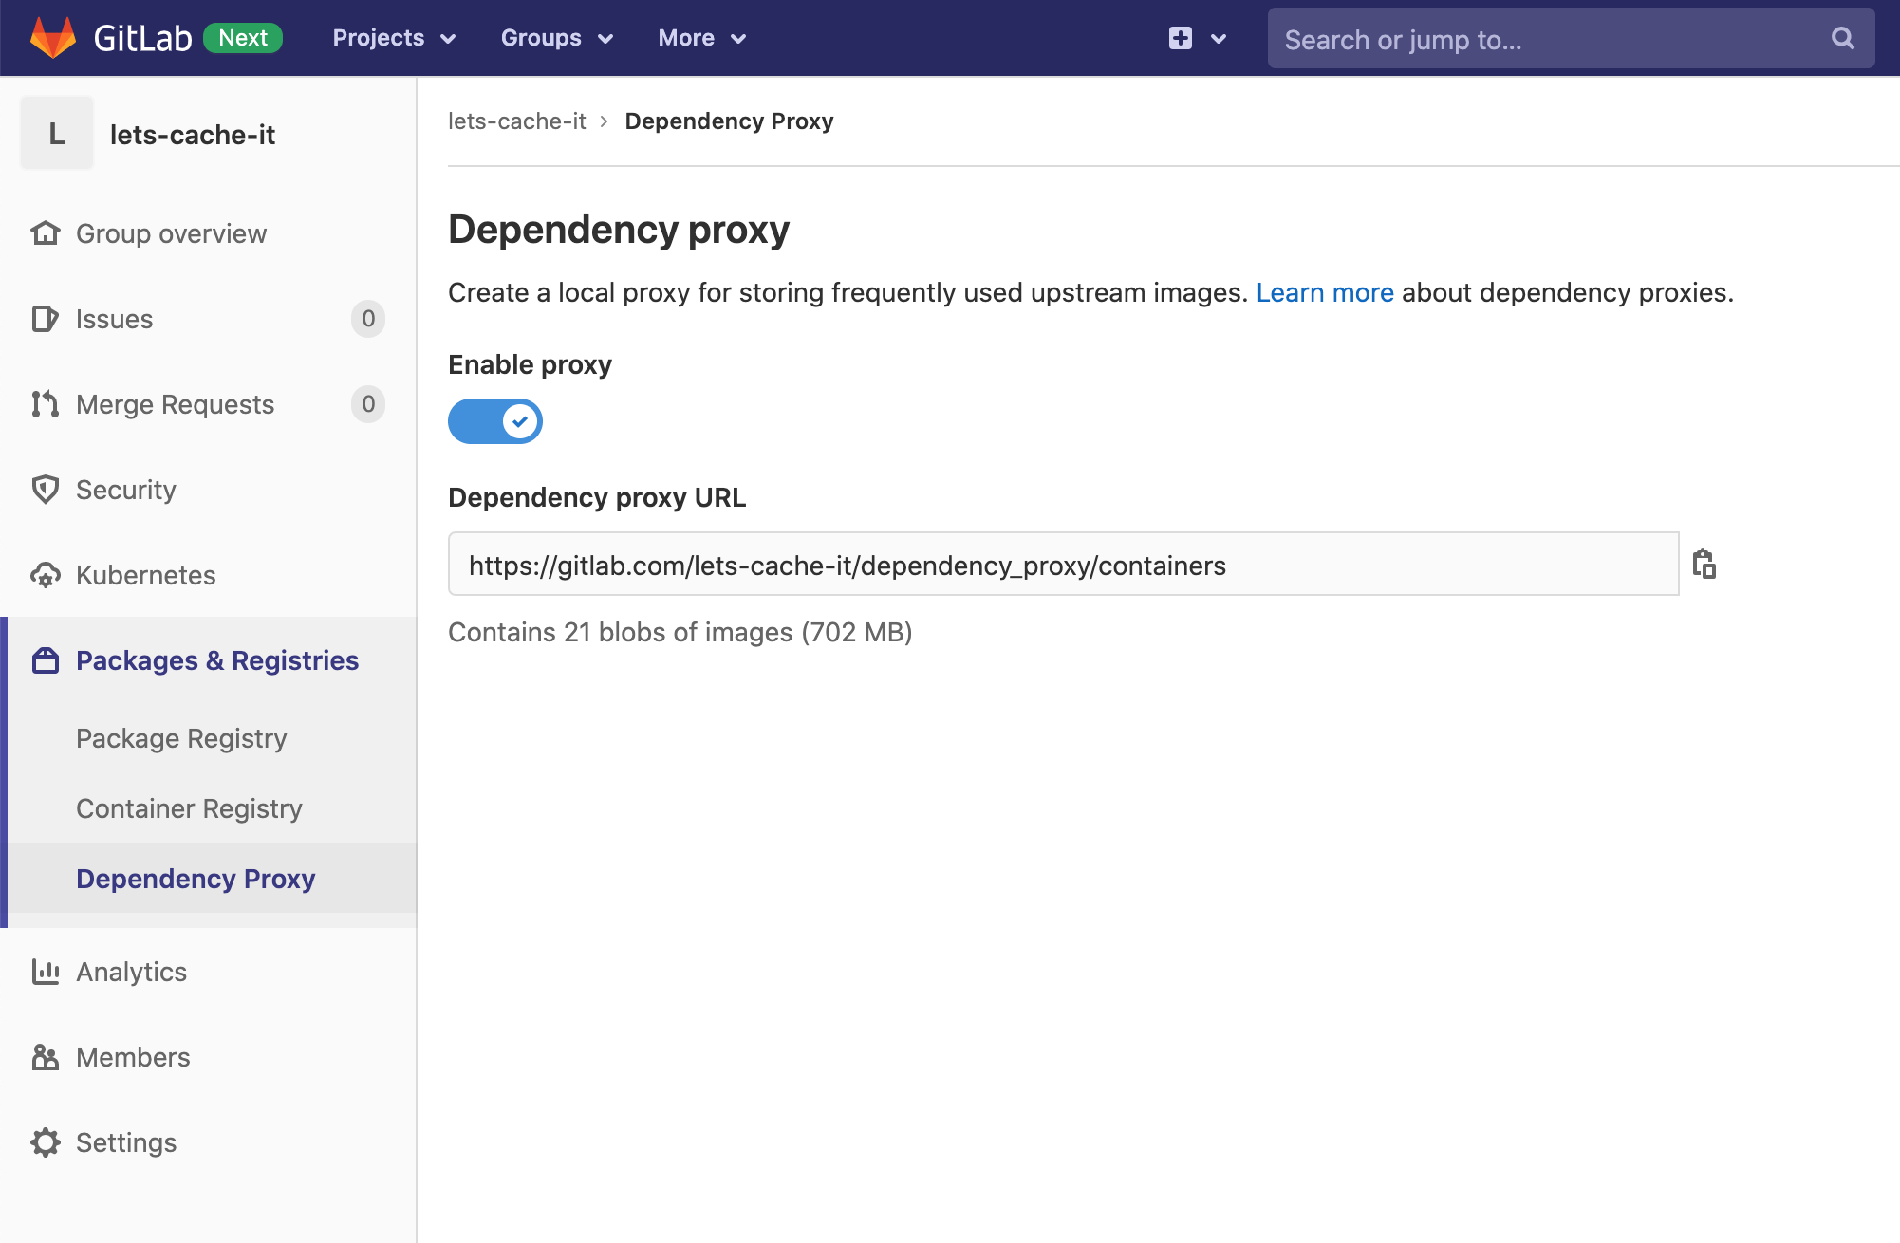 GitLab Next Projects Groups More Search or jump to...
L lets-cache-it
Group overview
Issues 0
Merge Requests 0
Security
Kubernetes
Packages & Registries
Package Registry
Container Registry
Dependency Proxy
Analytics
Members
Settings
lets-cache-it › Dependency Proxy
Dependency proxy
Create a local proxy for storing frequently used upstream images. Learn more about dependency proxies.
Enable proxy
Dependency proxy URL
https://gitlab.com/lets-cache-it/dependency_proxy/containers
Contains 21 blobs of images (702 MB)